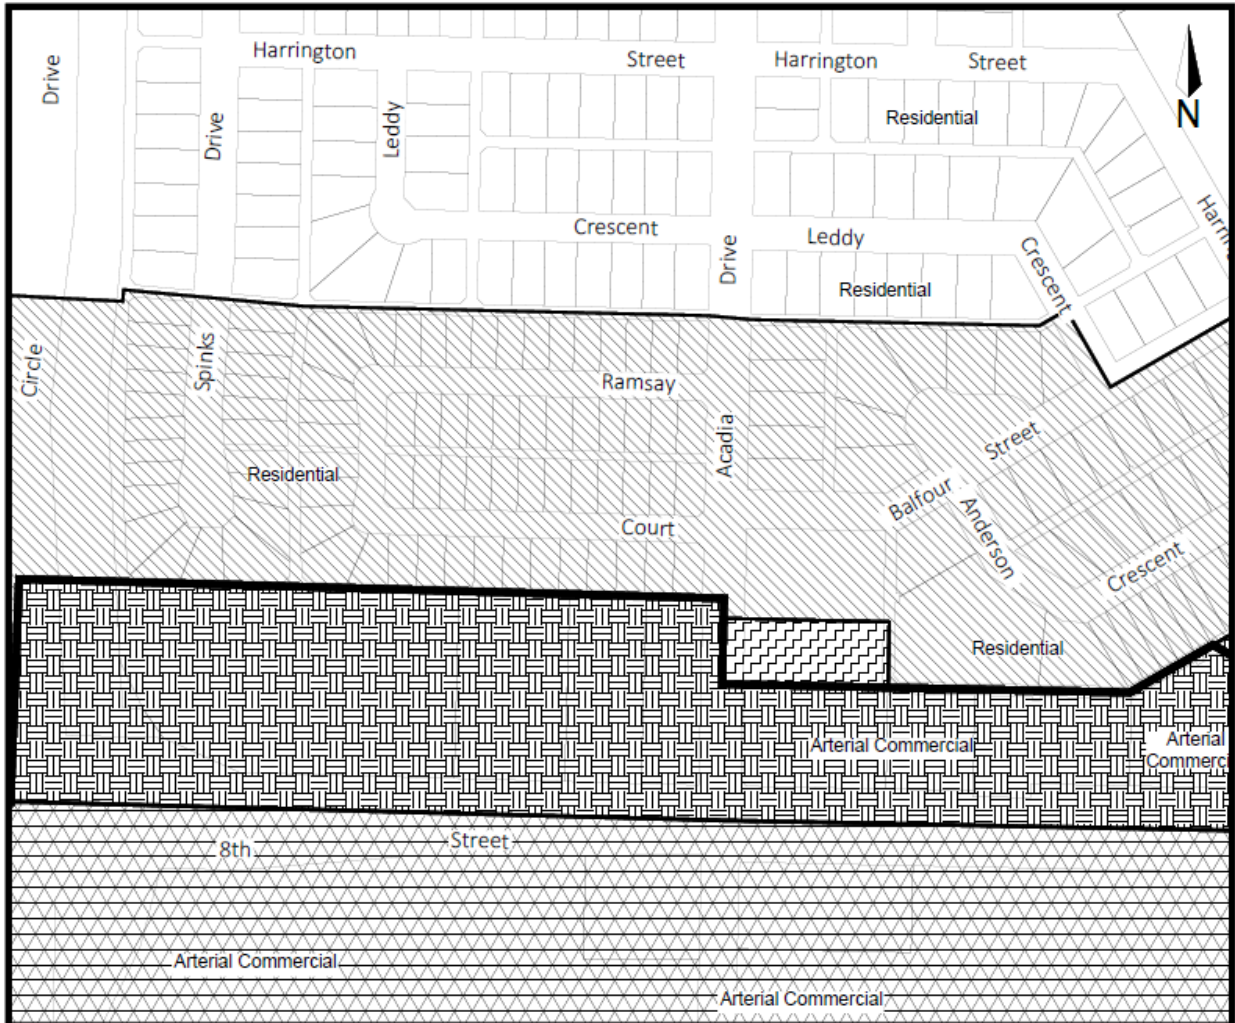 Harrington
Street
Harrington
Street
Drive
N
Drive
Leddy
Residential
Crescent
Leddy
Drive
Crescent
Residential
Circle
Spinks
Ramsay
Acadia
Street
Residential
Balfour
Court
Anderson
Crescent
Residential
Arterial Commercial
Arterial
8th
Street
Arterial Commercial
Arterial Commercial